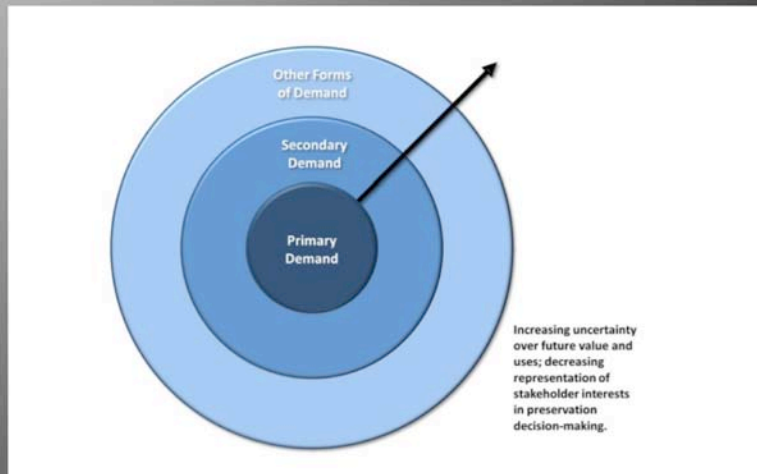 Other Forms
of Demand
Secondary
Demand
Primary
Demand
Increasing uncertainty
over future value and
uses; decreasing
representation of
stakeholder interests
in preservation
decision-making.